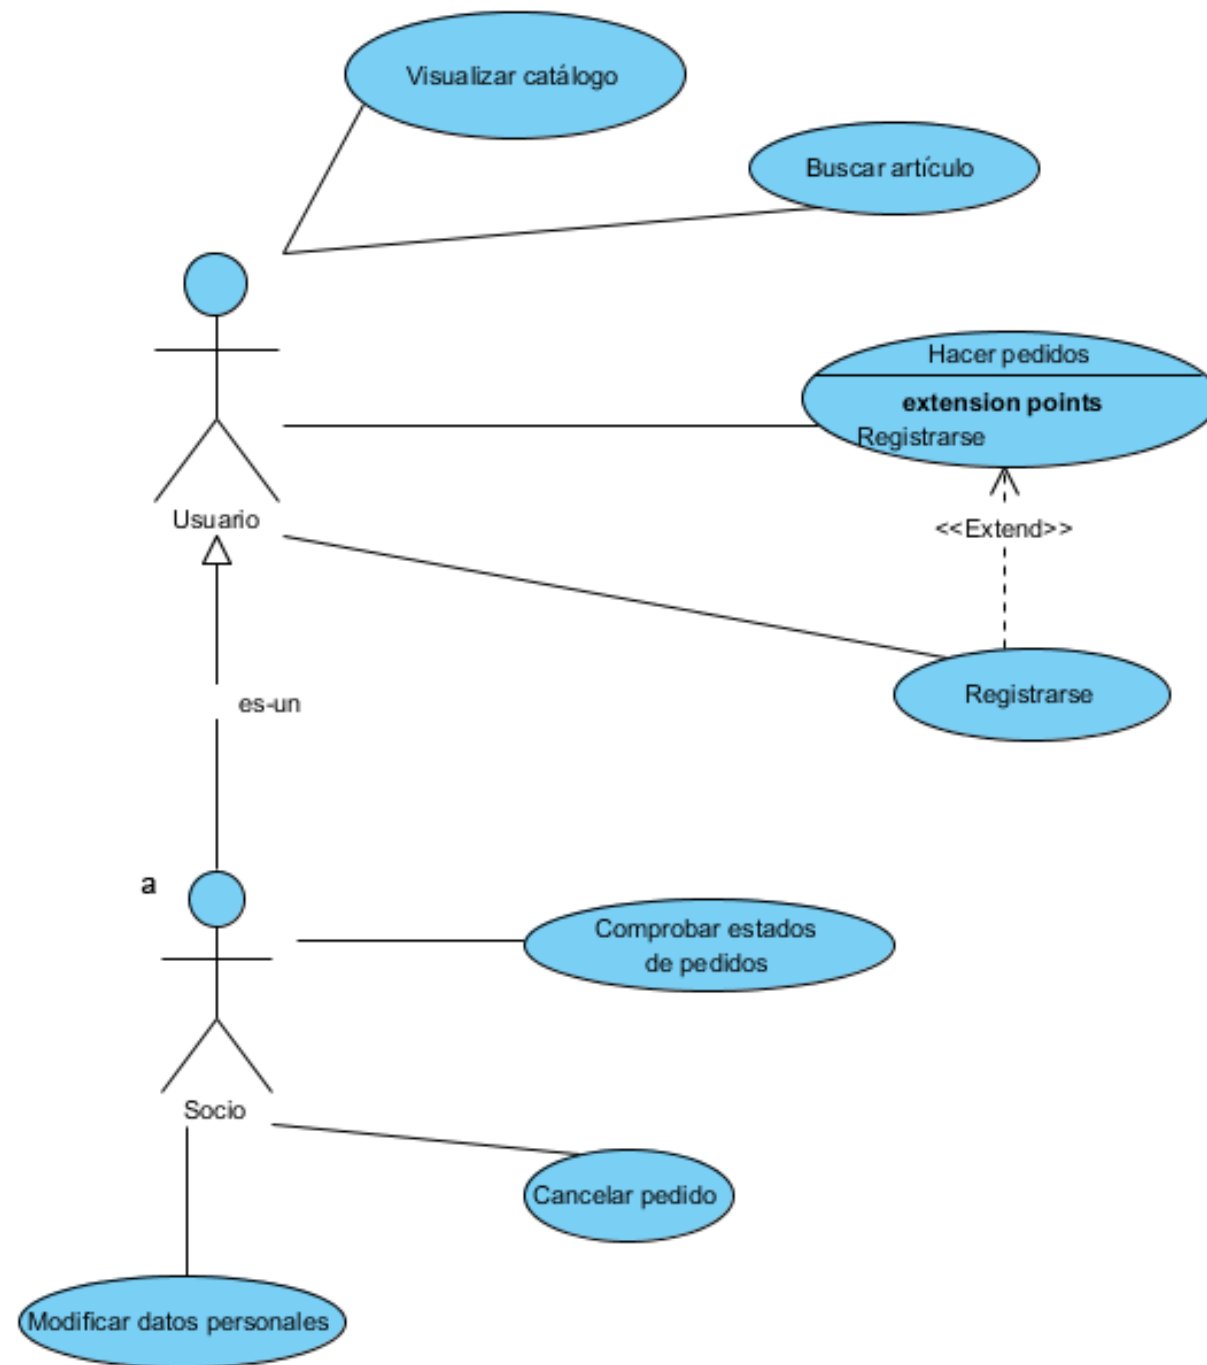 Visualizar catálogo
Buscar artículo
Hacer pedidos
extension points
Registrarse
Usuario
<<Extend>>
Registrarse
es-un
a
Comprobar estados
de pedidos
Socio
Cancelar pedido
Modificar datos personales